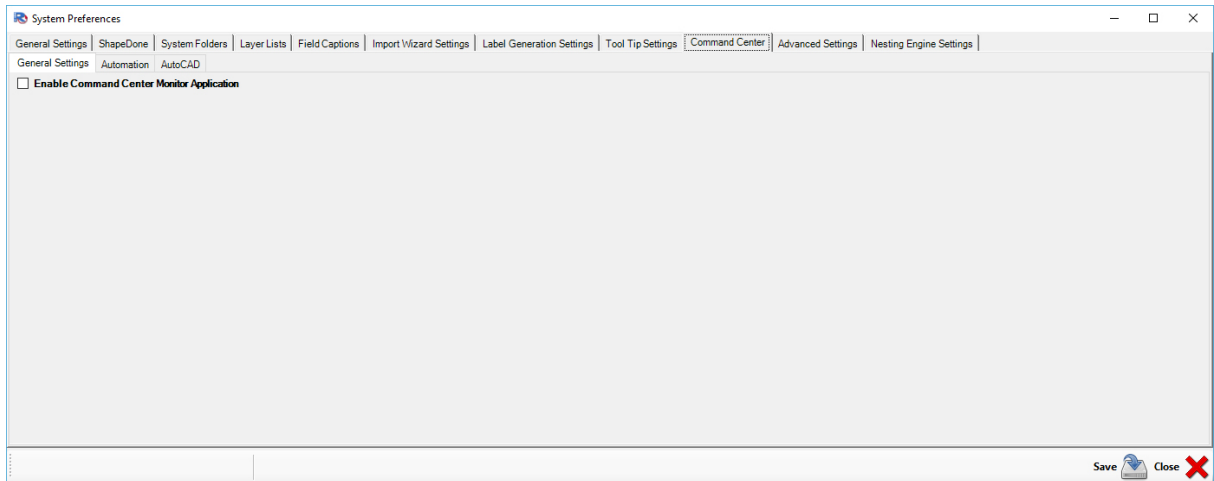 System Preferences
General Settings ShapeDone System Folders Layer Lists Field Captions Import Wizard Settings Label Generation Settings Tool Tip Settings Command Center Advanced Settings Nesting Engine Settings
General Settings Automation AutoCAD
Enable Command Center Monitor Application
Save Close